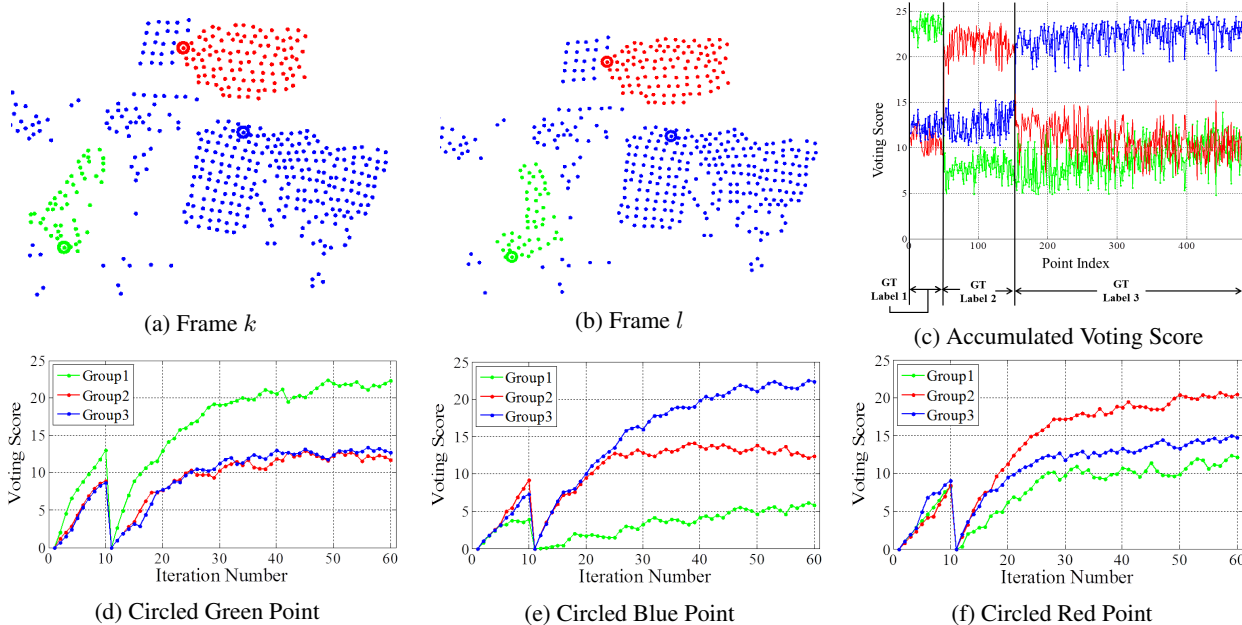 (a) Frame k
(b) Frame l
Voting Score
25
20
15
10
5
0
0 100 200 300 400
Point Index
GT
Label 1
GT
Label 2
GT
Label 3
(c) Accumulated Voting Score
Voting Score
25
20
15
10
5
0
Group1
Group2
Group3
0 10 20 30 40 50 60
Iteration Number
(d) Circled Green Point
Voting Score
25
20
15
10
5
0
Group1
Group2
Group3
0 10 20 30 40 50 60
Iteration Number
(e) Circled Blue Point
Voting Score
25
20
15
10
5
0
Group1
Group2
Group3
0 10 20 30 40 50 60
Iteration Number
(f) Circled Red Point